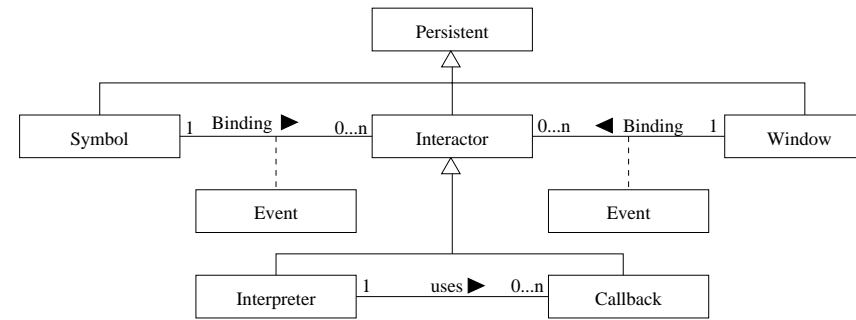 Persistent
1 Binding 0...n 0...n Binding 1
Symbol Interactor Window
Event Event
1 uses 0...n
Interpreter Callback